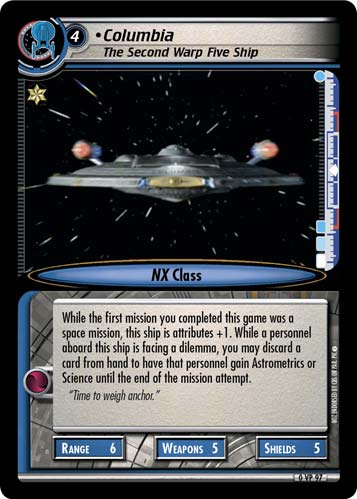 4
•Columbia
The Second Warp Five Ship
NX Class
While the first mission you completed this game was a
space mission, this ship is attributes +1. While a personnel
aboard this ship is facing a dilemma, you may discard a
card from hand to have that personnel gain Astrometrics or
Science until the end of the mission attempt.
"Time to weigh anchor."
RANGE 6 WEAPONS 5 SHIELDS 5
0 VP 97